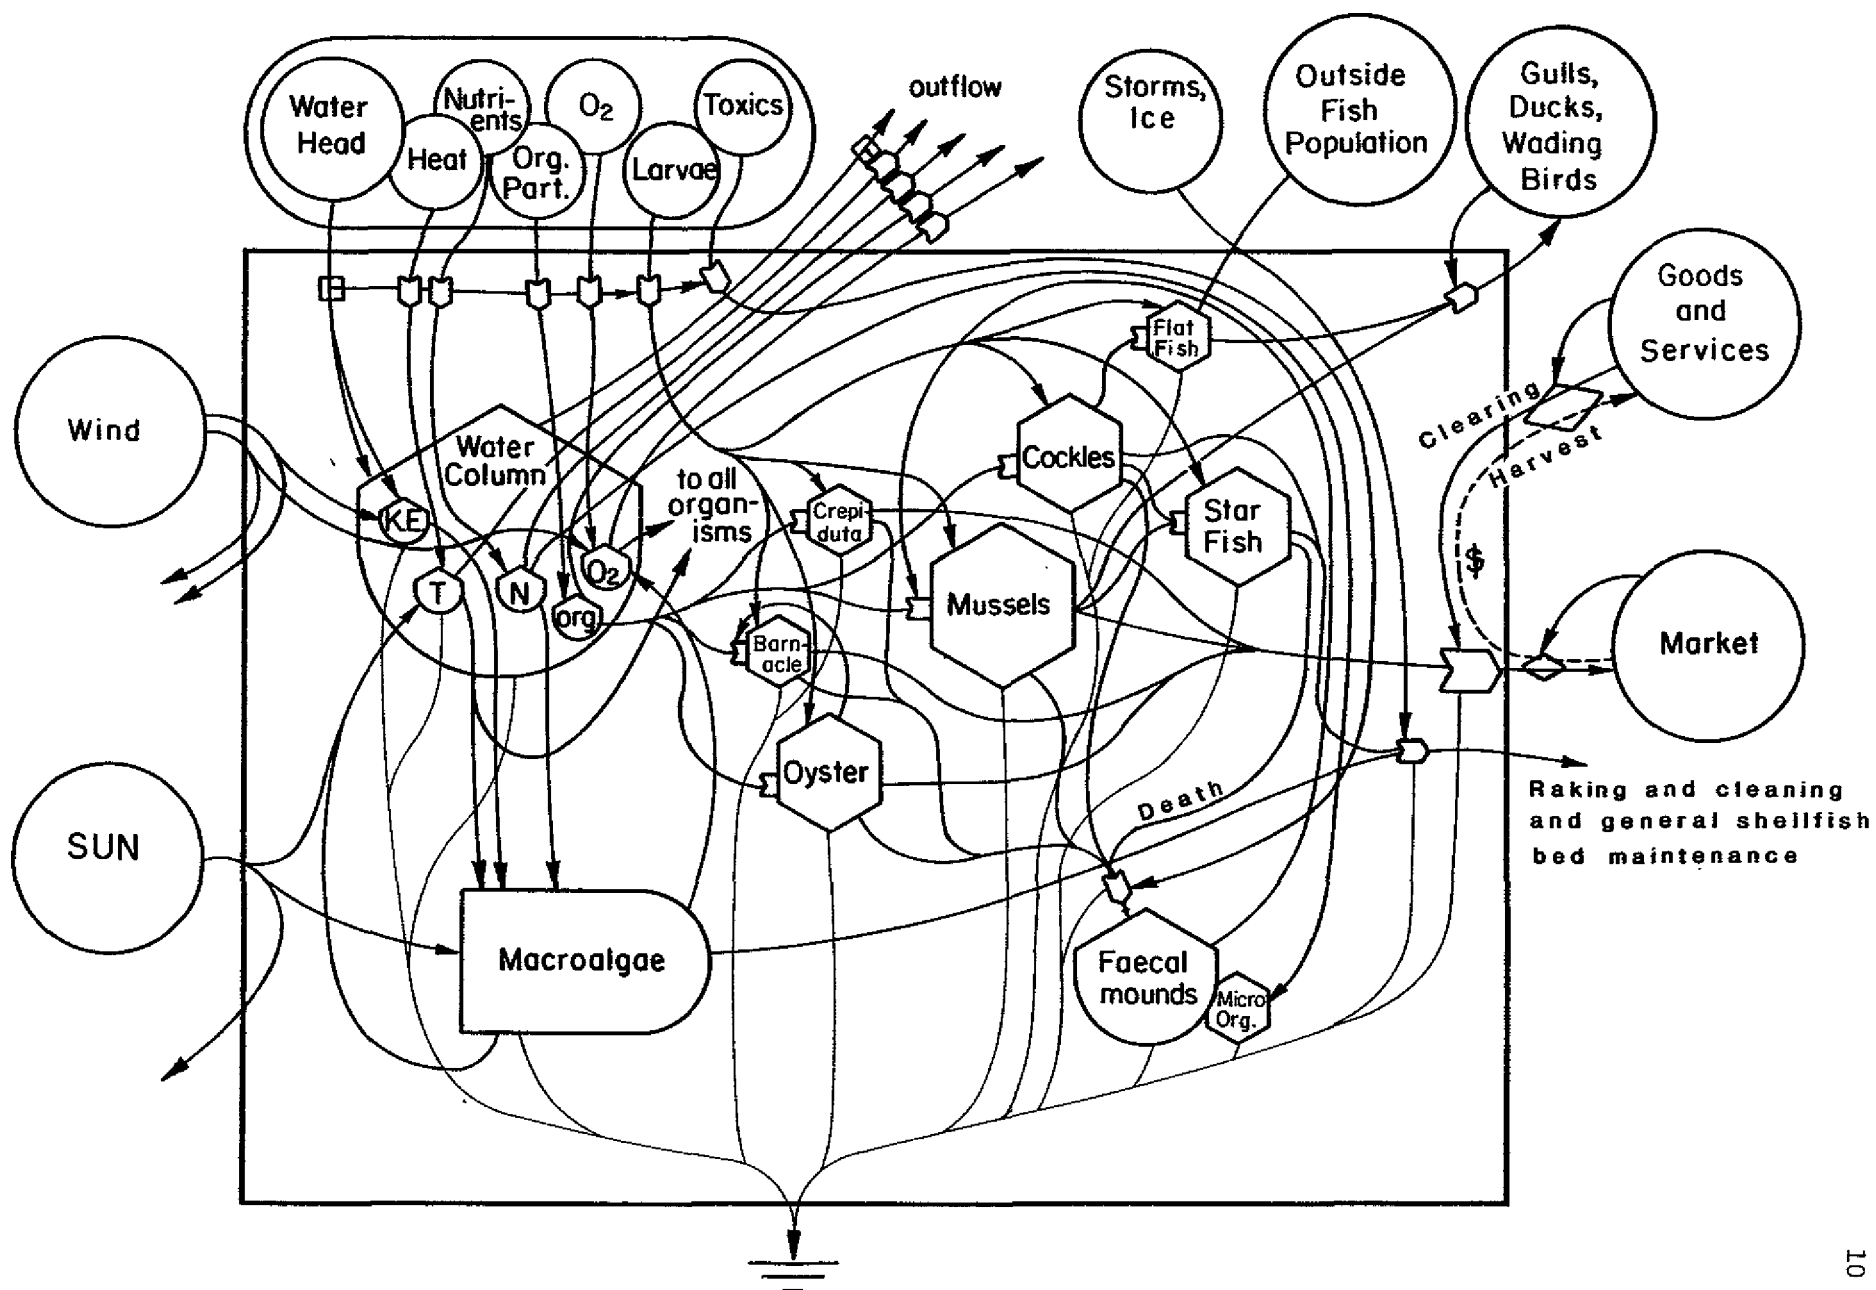 Water
Head
Heat
Nutri-
ents
Org.
Part.
O2
Larvae
Toxics
outflow
Storms,
Ice
Outside
Fish
Population
Gulls,
Ducks,
Wading
Birds
Goods
and
Services
Wind
Water
Column
KE
T
N
org
O2
to all
organ-
isms
Crepi-
duta
Flat
Fish
Cockles
Star
Fish
Mussels
Barn-
acle
Oyster
Clearing
Harvest
$
Market
SUN
Macroalgae
Death
Faecal
mounds
Micro
Org.
Raking and cleaning
and general shellfish
bed maintenance
10